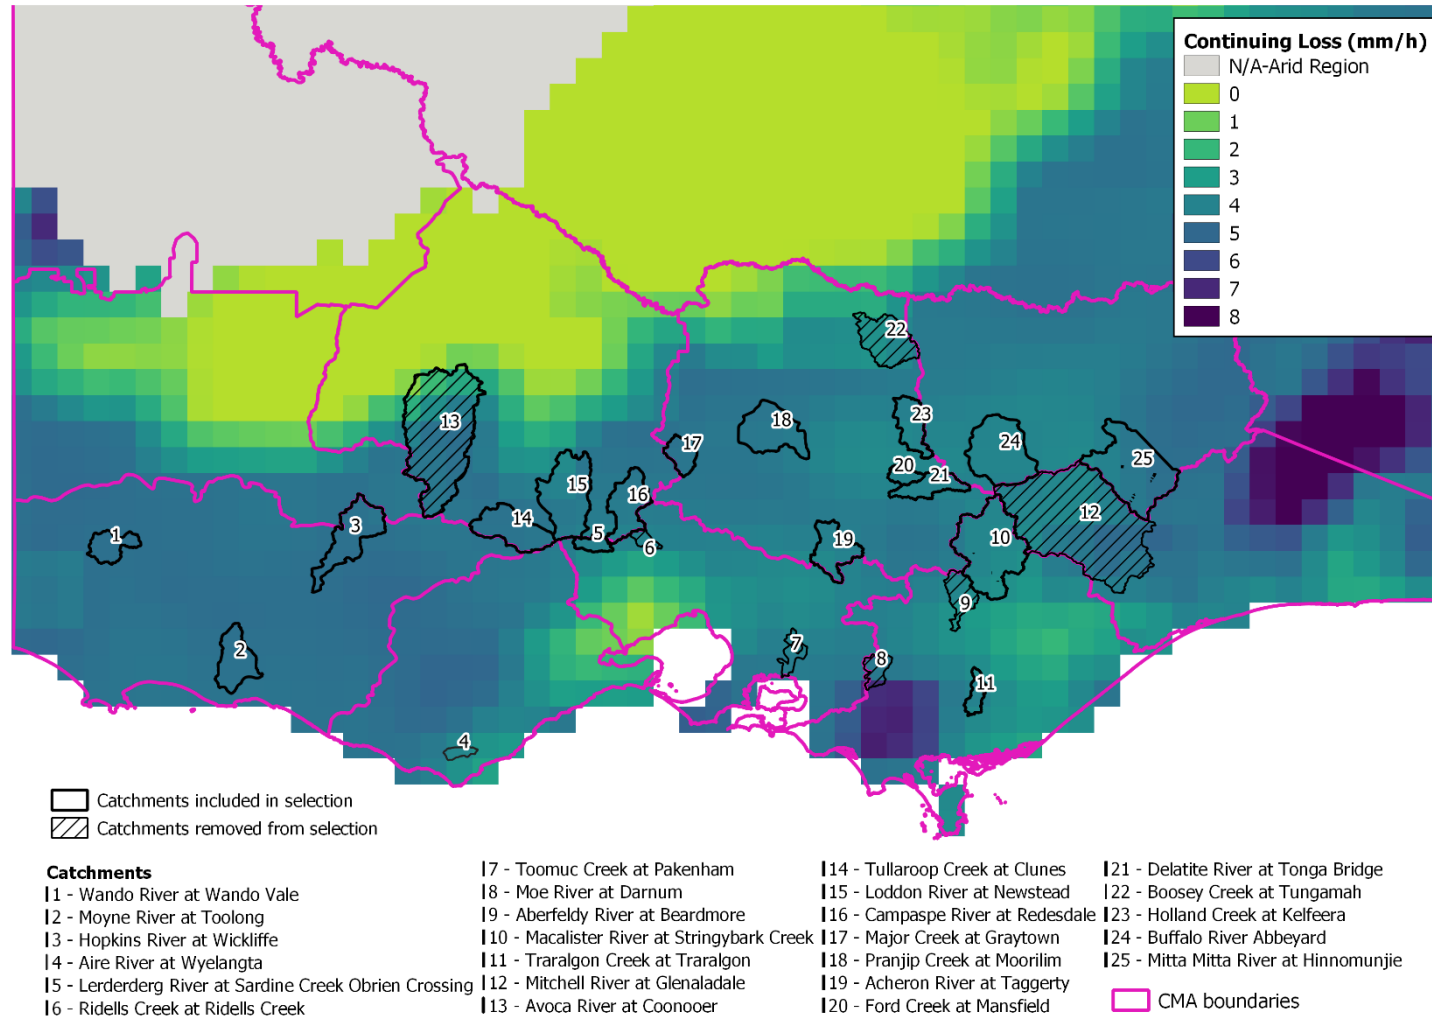 Continuing Loss (mm/h)
N/A-Arid Region
0
1
2
3
4
5
6
7
8
22
13
18
23
17
24
20
21
25
15
16
14
3
1
5
6
19
10
12
9
2
7
8
11
4
Catchments included in selection
Catchments removed from selection
Catchments
1 - Wando River at Wando Vale
2 - Moyne River at Toolong
3 - Hopkins River at Wickliffe
4 - Aire River at Wyelangta
5 - Lerderderg River at Sardine Creek Obrien Crossing
6 - Ridells Creek at Ridells Creek
7 - Toomuc Creek at Pakenham
8 - Moe River at Darnum
9 - Aberfeldy River at Beardmore
10 - Macalister River at Stringybark Creek
11 - Traralgon Creek at Traralgon
12 - Mitchell River at Glenaladale
13 - Avoca River at Coonooer
14 - Tullaroop Creek at Clunes
15 - Loddon River at Newstead
16 - Campaspe River at Redesdale
17 - Major Creek at Graytown
18 - Pranjip Creek at Moorilim
19 - Acheron River at Taggerty
20 - Ford Creek at Mansfield
21 - Delatite River at Tonga Bridge
22 - Boosey Creek at Tungamah
23 - Holland Creek at Kelfeera
24 - Buffalo River Abbeyard
25 - Mitta Mitta River at Hinnomunjie
CMA boundaries